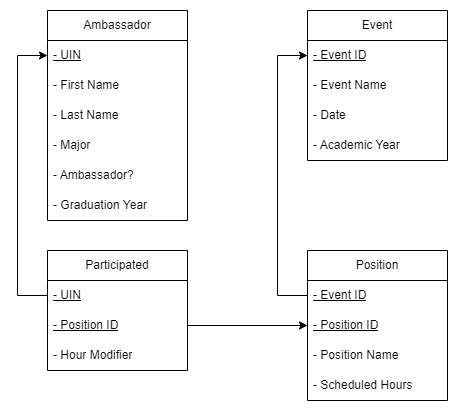 Ambassador
- UIN
- First Name
- Last Name
- Major
- Ambassador?
- Graduation Year
Event
- Event ID
- Event Name
- Date
- Academic Year
Participated
- UIN
- Position ID
- Hour Modifier
Position
- Event ID
- Position ID
- Position Name
- Scheduled Hours